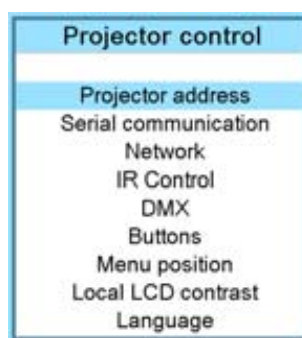 Projector control
Projector address
Serial communication
Network
IR Control
DMX
Buttons
Menu position
Local LCD contrast
Language